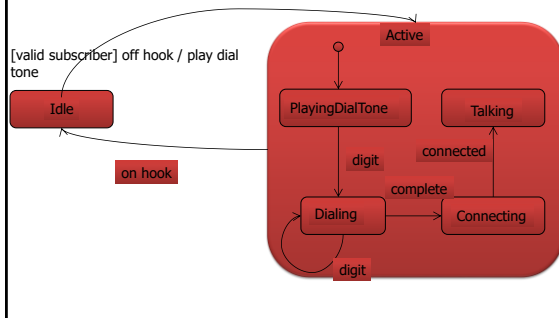 Active
[valid subscriber] off hook / play dial
tone
Idle
PlayingDialTone
Talking
digit
connected
on hook
complete
Dialing
Connecting
digit